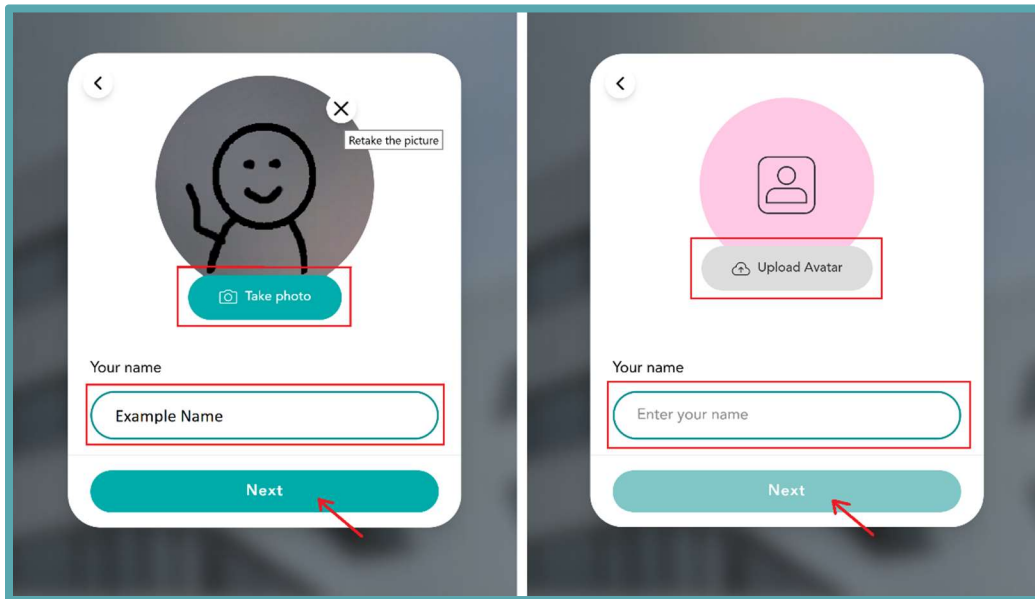 Retake the picture
Take photo
Your name
Example Name
Next
Upload Avatar
Your name
Enter your name
Next